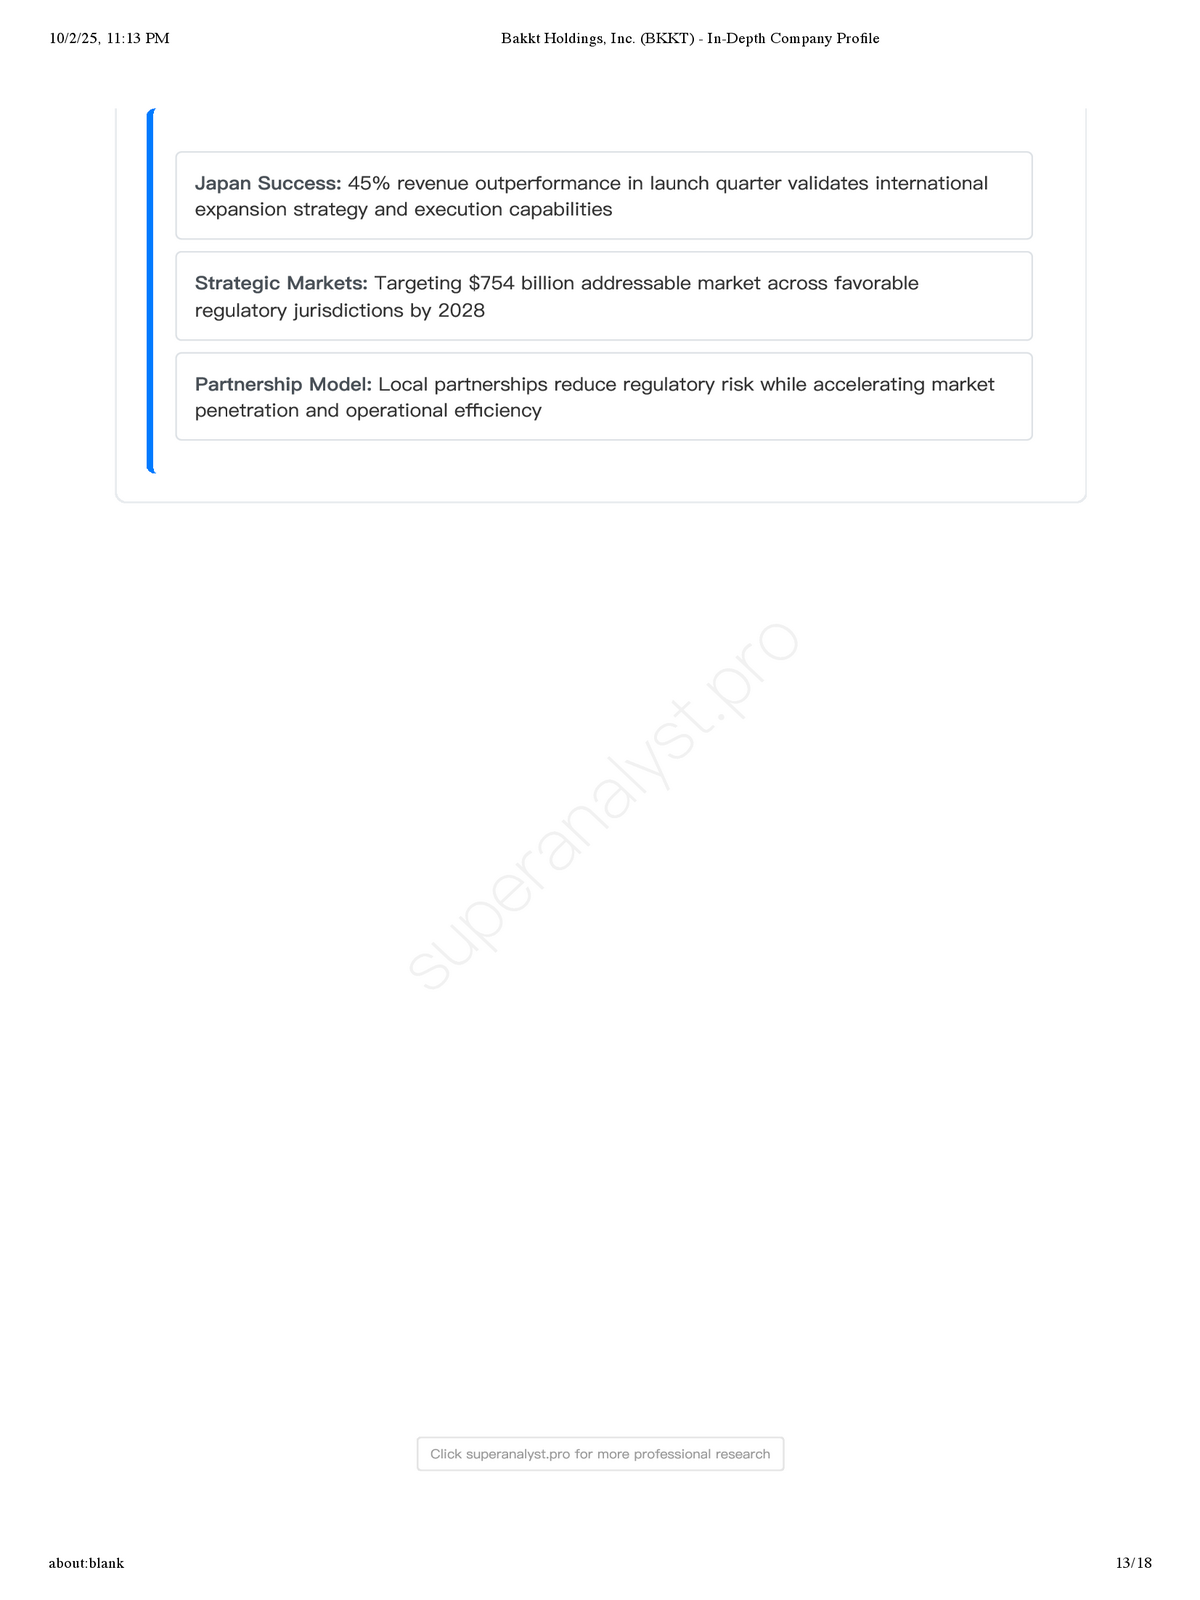 10/2/25, 11:13 PM
Bakkt Holdings, Inc. (BKKT) - In-Depth Company Profile
Japan Success: 45% revenue outperformance in launch quarter validates international
expansion strategy and execution capabilities
Strategic Markets: Targeting $754 billion addressable market across favorable
regulatory jurisdictions by 2028
Partnership Model: Local partnerships reduce regulatory risk while accelerating market
penetration and operational efficiency
superanalyst.pro
Click superanalyst.pro for more professional research
about:blank
13/18